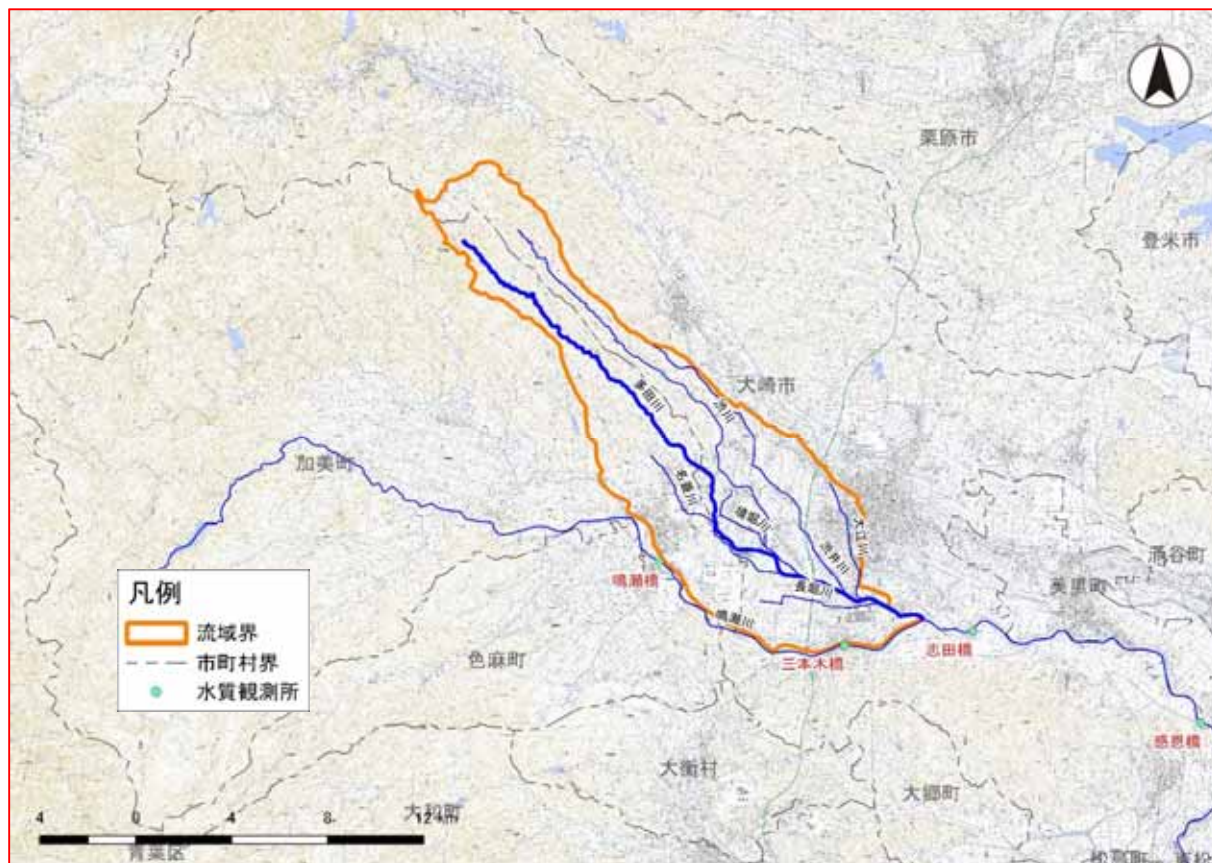 栗原市
登米市
大崎市
多田川
渋川
加美町
名蓋川
大江川
渋井川
涌谷町
美里町
鳴瀬橋
長堀川
鳴瀬川
三本木橋
志田橋
色麻町
感恩橋
大衡村
大郷町
大和町
青葉区
凡例
流域界
市町村界
水質観測所
4 0 4 8 12 km